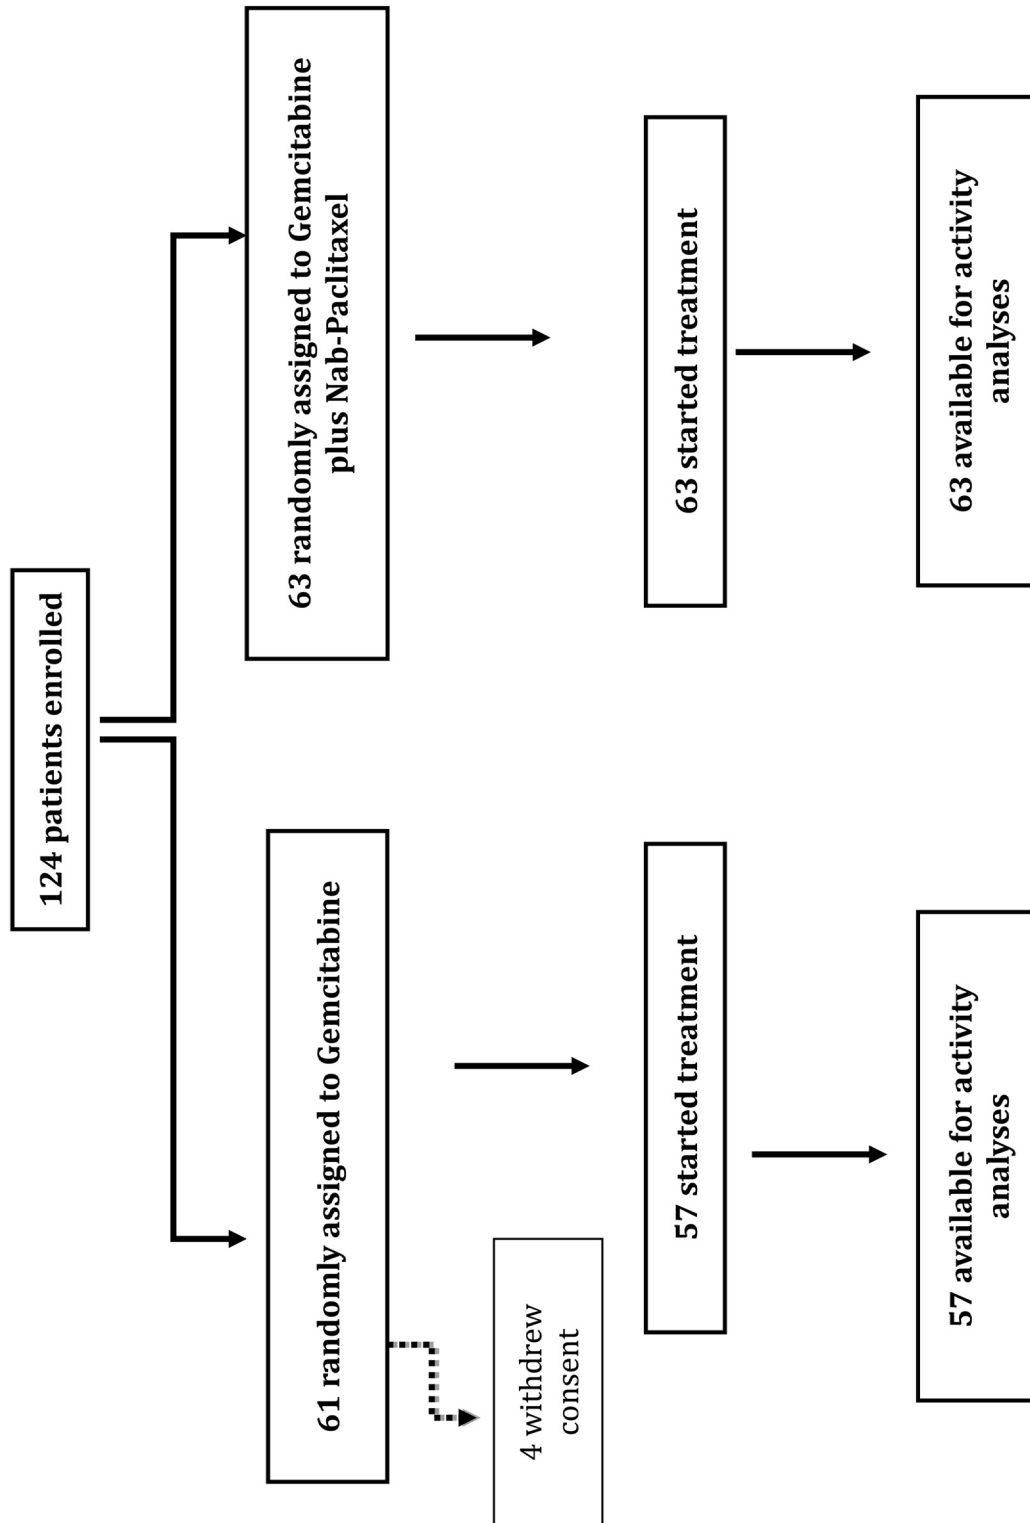 124 patients enrolled
61 randomly assigned to Gemcitabine
63 randomly assigned to Gemcitabine
plus Nab-Paclitaxel
4 withdrew
consent
57 started treatment
63 started treatment
57 available for activity
analyses
63 available for activity
analyses